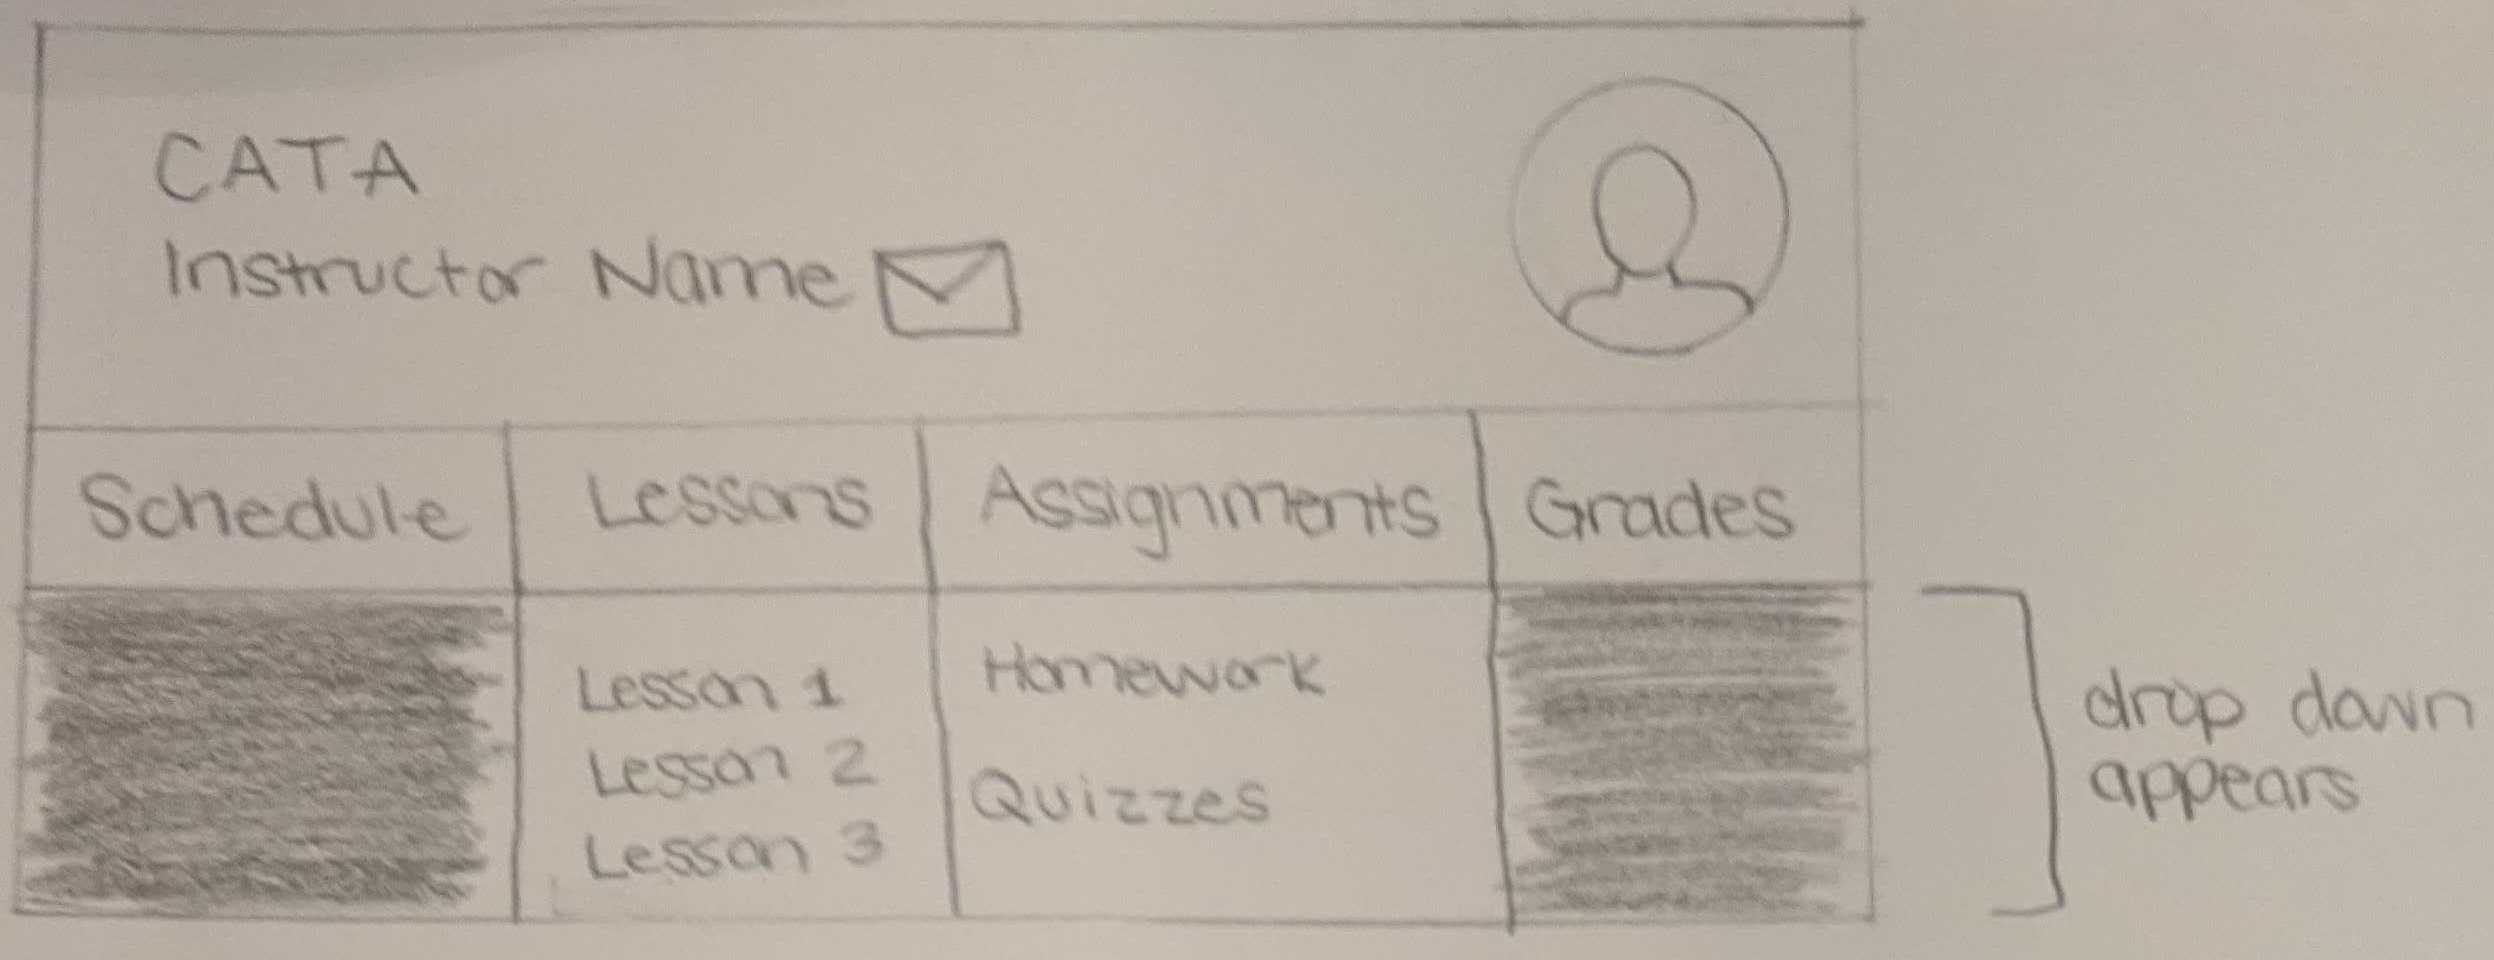 CATA
Instructor Name
Schedule Lessons Assignments Grades
Lesson 1 Homework
Lesson 2 Quizzes
Lesson 3
drop down
appears